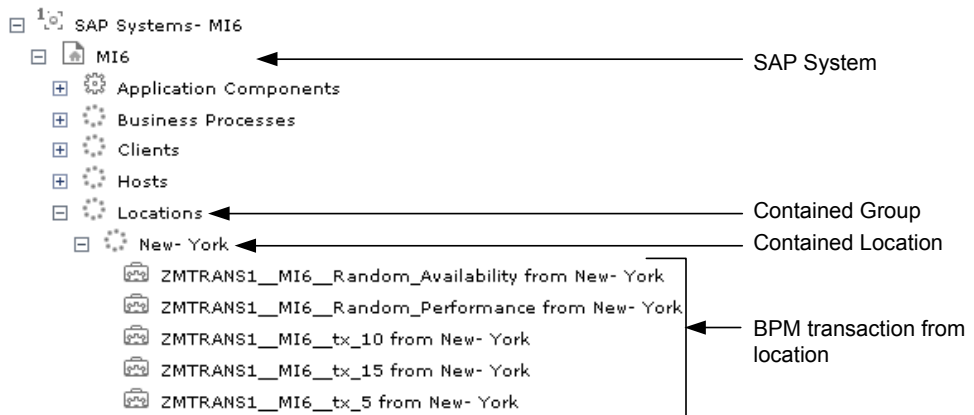 SAP Systems- MI6
MI6
SAP System
Application Components
Business Processes
Clients
Hosts
Locations
Contained Group
New- York
Contained Location
ZMTRANS1__MI6__Random_Availability from New- York
ZMTRANS1__MI6__Random_Performance from New- York
ZMTRANS1__MI6__tx_10 from New- York
ZMTRANS1__MI6__tx_15 from New- York
ZMTRANS1__MI6__tx_5 from New- York
BPM transaction from
location